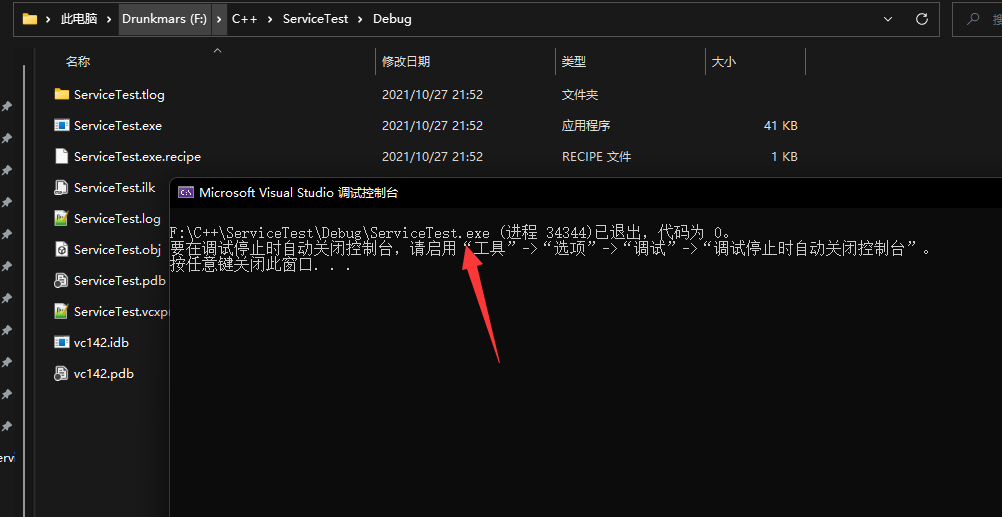 此电脑 > Drunkmars (F:) > C++ > ServiceTest > Debug
名称 修改日期 类型 大小
ServiceTest.tlog 2021/10/27 21:52 文件夹
ServiceTest.exe 2021/10/27 21:52 应用程序 41 KB
ServiceTest.exe.recipe 2021/10/27 21:52 RECIPE 文件 1 KB
ServiceTest.ilk
ServiceTest.log
ServiceTest.obj
ServiceTest.pdb
ServiceTest.vcxpr
vc142.idb
vc142.pdb
Microsoft Visual Studio 调试控制台
F:\C++\ServiceTest\Debug\ServiceTest.exe (进程 34344)已退出，代码为 0。
要在调试停止时自动关闭控制台，请启用“工具”->“选项”->“调试”->“调试停止时自动关闭控制台”。
按任意键关闭此窗口. . .